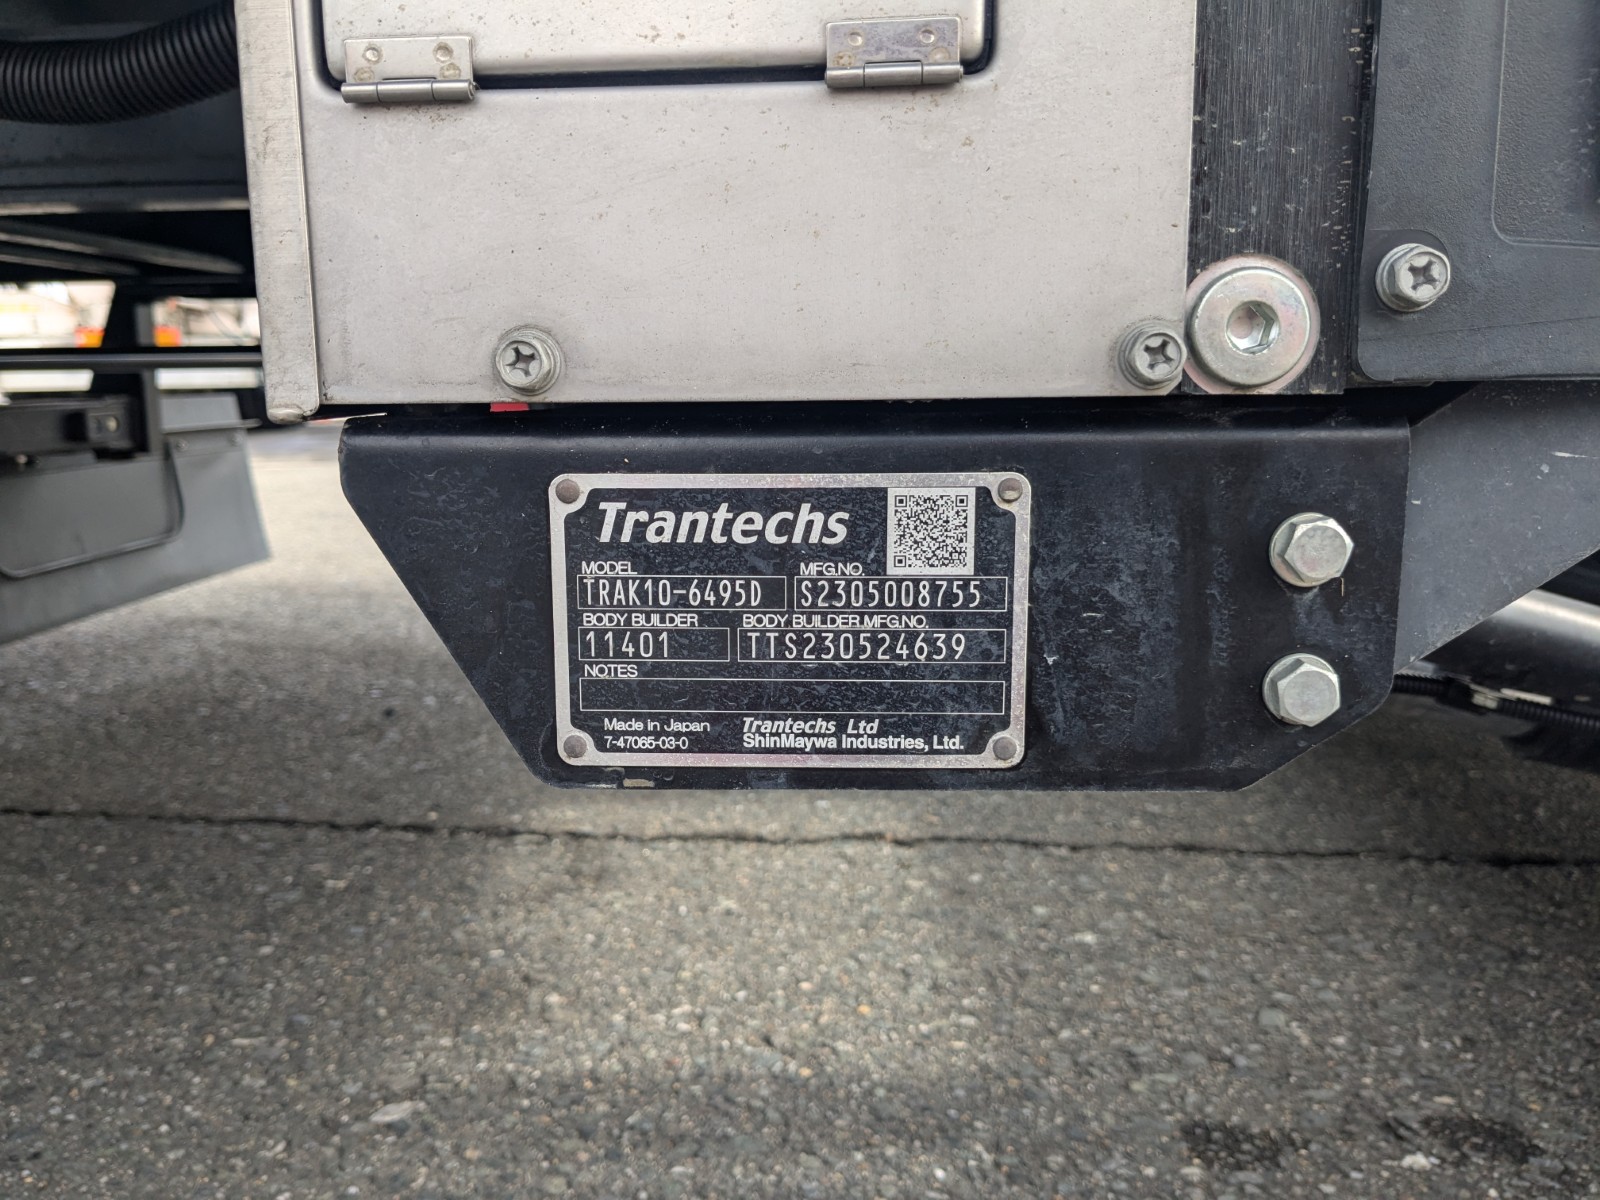 Trantechs
MODEL MFG.NO.
TRAK10-6495D S2305008755
BODY BUILDER BODY BUILDER MFG.NO.
11401 TTS230524639
NOTES
Made in Japan Trantechs Ltd
7-47065-03-0 ShinMaywa Industries, Ltd.